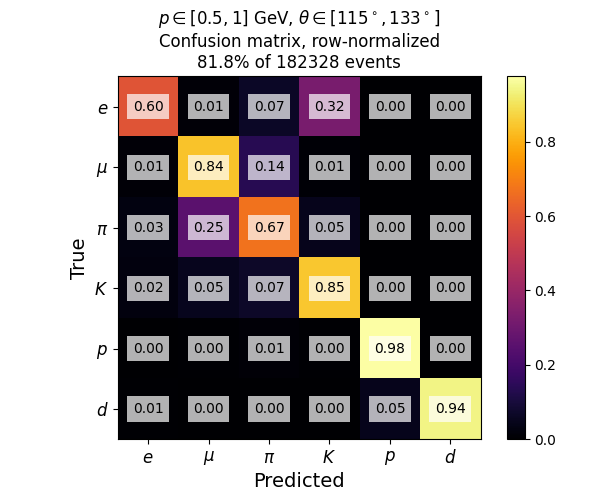 p ∈ [0.5, 1] GeV, θ ∈ [115°, 133°]
Confusion matrix, row-normalized
81.8% of 182328 events
e 0.60 0.01 0.07 0.32 0.00 0.00
μ 0.01 0.84 0.14 0.01 0.00 0.00
π 0.03 0.25 0.67 0.05 0.00 0.00
K 0.02 0.05 0.07 0.85 0.00 0.00
p 0.00 0.00 0.01 0.00 0.98 0.00
d 0.01 0.00 0.00 0.00 0.05 0.94
e μ π K p d
Predicted
True
0.8
0.6
0.4
0.2
0.0